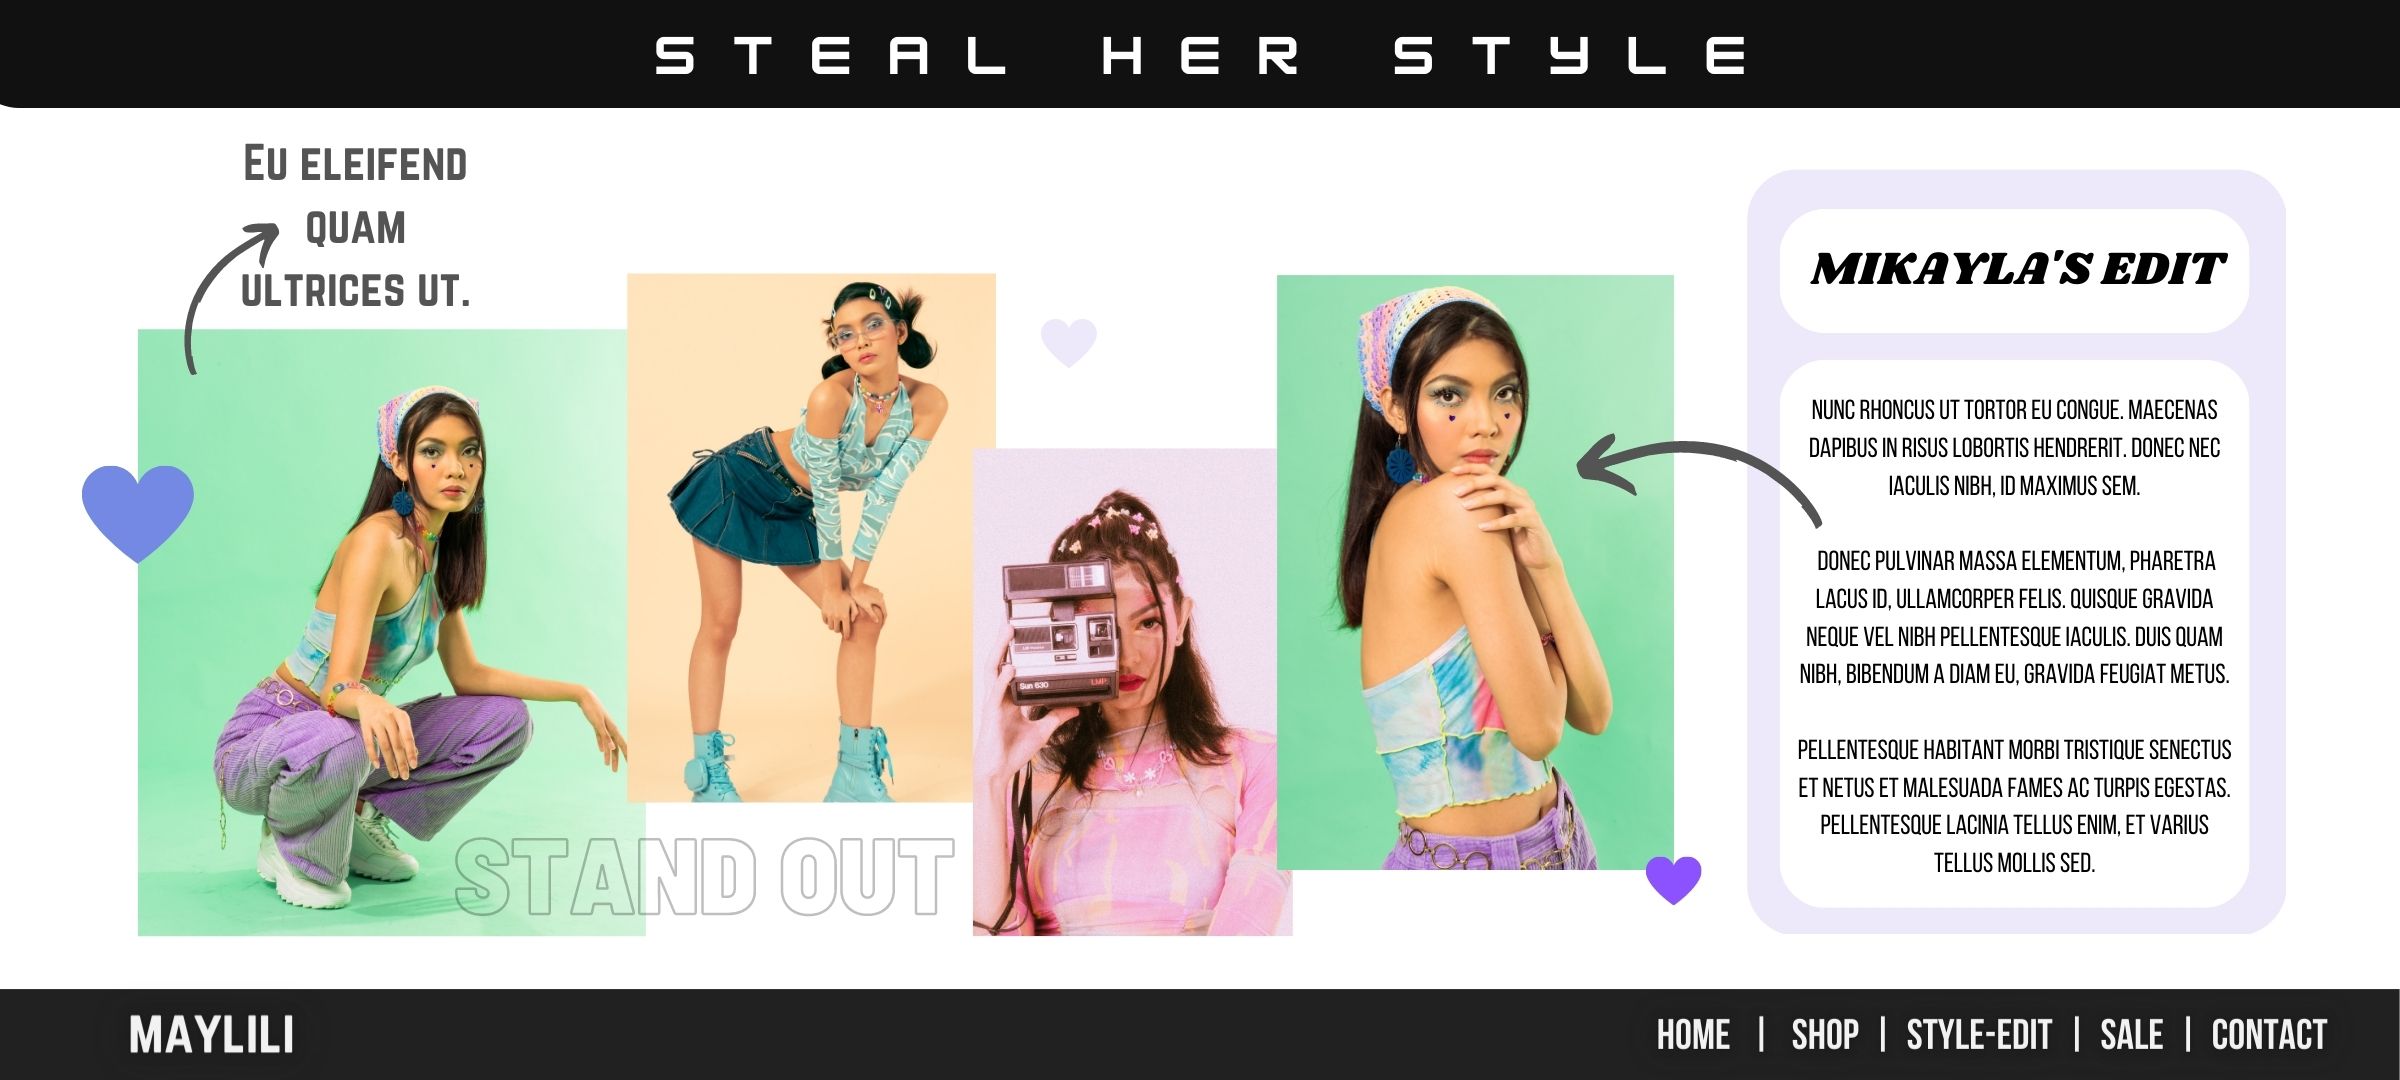 STEAL HER STYLE
EU ELEIFEND
QUAM
ULTRICES UT.
MIKAYLA'S EDIT
NUNC RHONCUS UT TORTOR EU CONGUE. MAECENAS
DAPIBUS IN RISUS LOBORTIS HENDRERIT. DONEC NEC
IACULIS NIBH, ID MAXIMUS SEM.
DONEC PULVINAR MASSA ELEMENTUM, PHARETRA
LACUS ID, ULLAMCORPER FELIS. QUISQUE GRAVIDA
NEQUE VEL NIBH PELLENTESQUE IACULIS. DUIS QUAM
NIBH, BIBENDUM A DIAM EU, GRAVIDA FEUGIAT METUS.
PELLENTESQUE HABITANT MORBI TRISTIQUE SENECTUS
ET NETUS ET MALESUADA FAMES AC TURPIS EGESTAS.
PELLENTESQUE LACINIA TELLUS ENIM, ET VARIUS
TELLUS MOLLIS SED.
Sun 630
LMP
STAND OUT
MAYLILI
HOME | SHOP | STYLE-EDIT | SALE | CONTACT